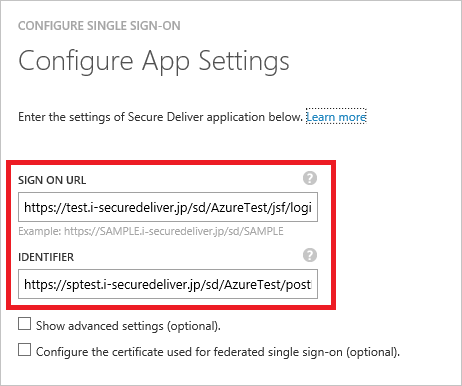 CONFIGURE SINGLE SIGN-ON
Configure App Settings
Enter the settings of Secure Deliver application below. Learn more
SIGN ON URL ?
https://test.i-securedeliver.jp/sd/AzureTest/jsf/logi
Example: https://SAMPLE.i-securedeliver.jp/sd/SAMPLE
IDENTIFIER ?
https://sptest.i-securedeliver.jp/sd/AzureTest/postl
Show advanced settings (optional).
Configure the certificate used for federated single sign-on (optional).